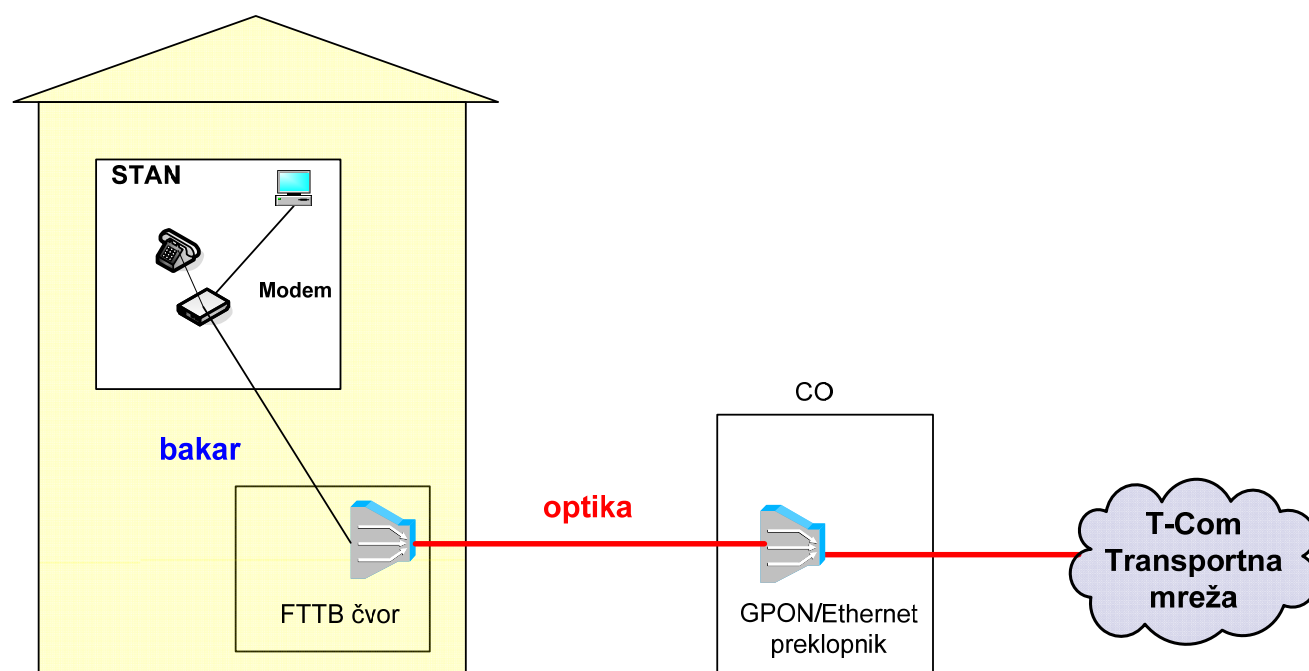 STAN
Modem
bakar
FTTB čvor
optika
CO
GPON/Ethernet
preklopnik
T-Com
Transportna
mreža